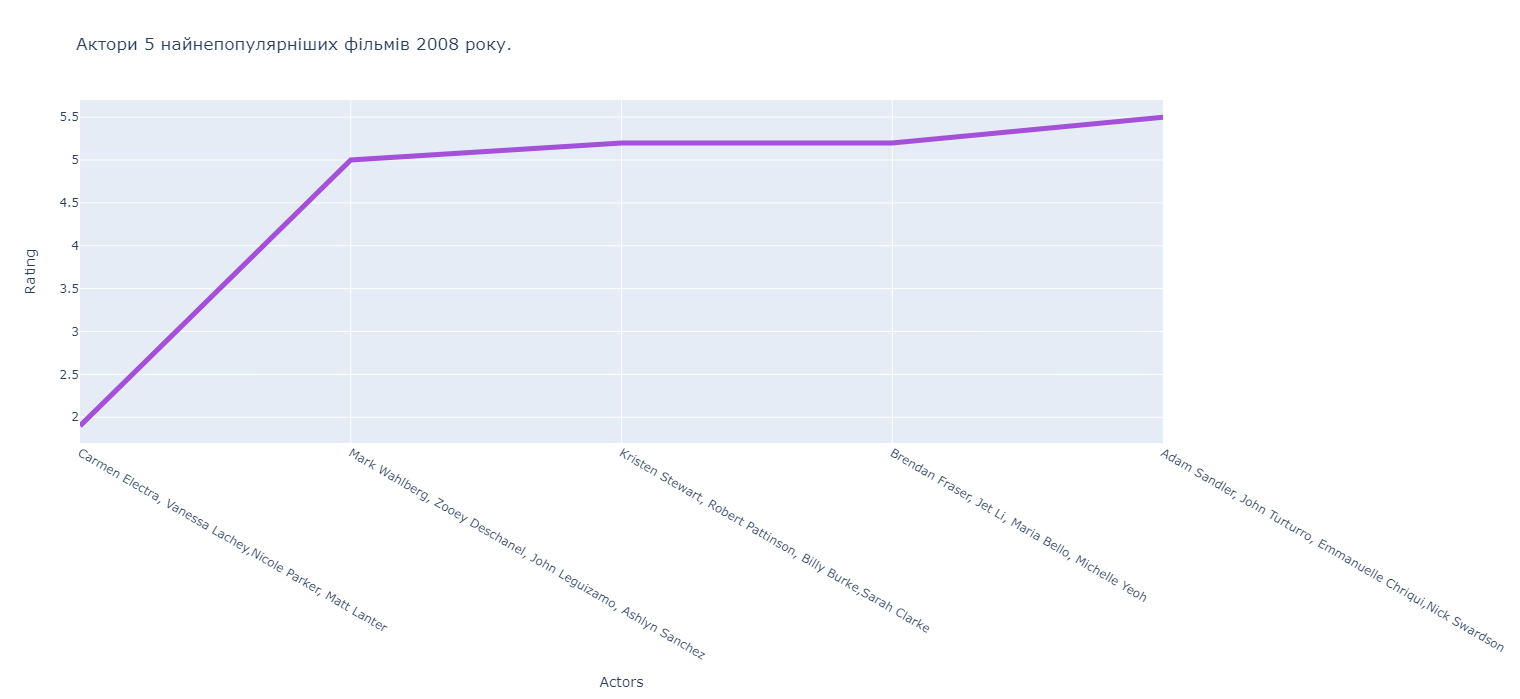 Актори 5 найнепопулярніших фільмів 2008 року.
5.5
5
4.5
4
3.5
3
2.5
2
Rating
Carmen Electra, Vanessa Lachey,Nicole Parker, Matt Lanter
Mark Wahlberg, Zooey Deschanel, John Leguizamo, Ashlyn Sanchez
Kristen Stewart, Robert Pattinson, Billy Burke,Sarah Clarke
Brendan Fraser, Jet Li, Maria Bello, Michelle Yeoh
Adam Sandler, John Turturro, Emmanuelle Chriqui,Nick Swardson
Actors